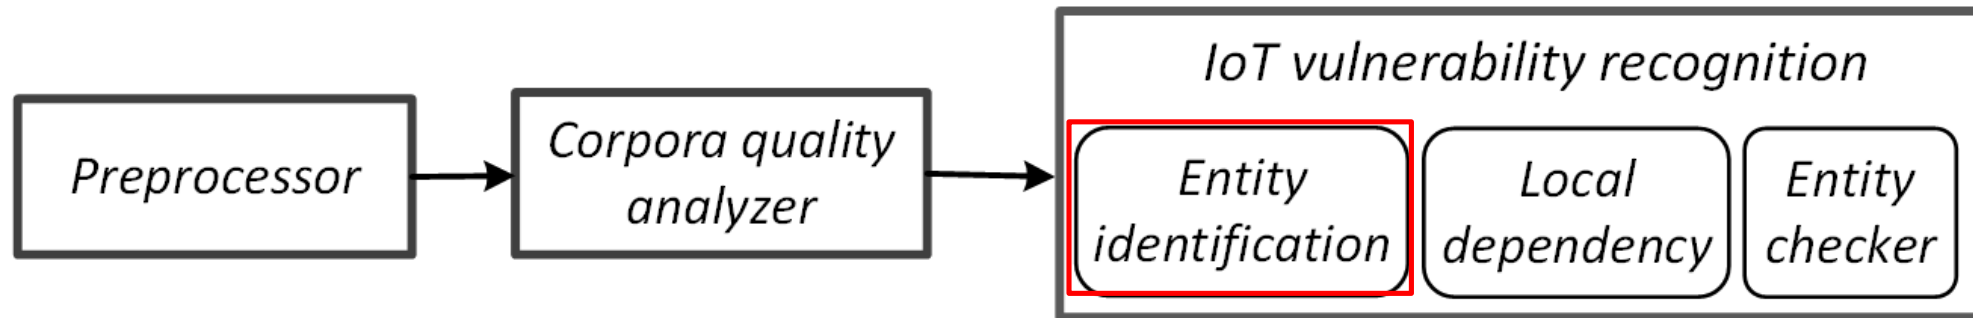 Preprocessor
Corpora quality
analyzer
IoT vulnerability recognition
Entity
identification
Local
dependency
Entity
checker